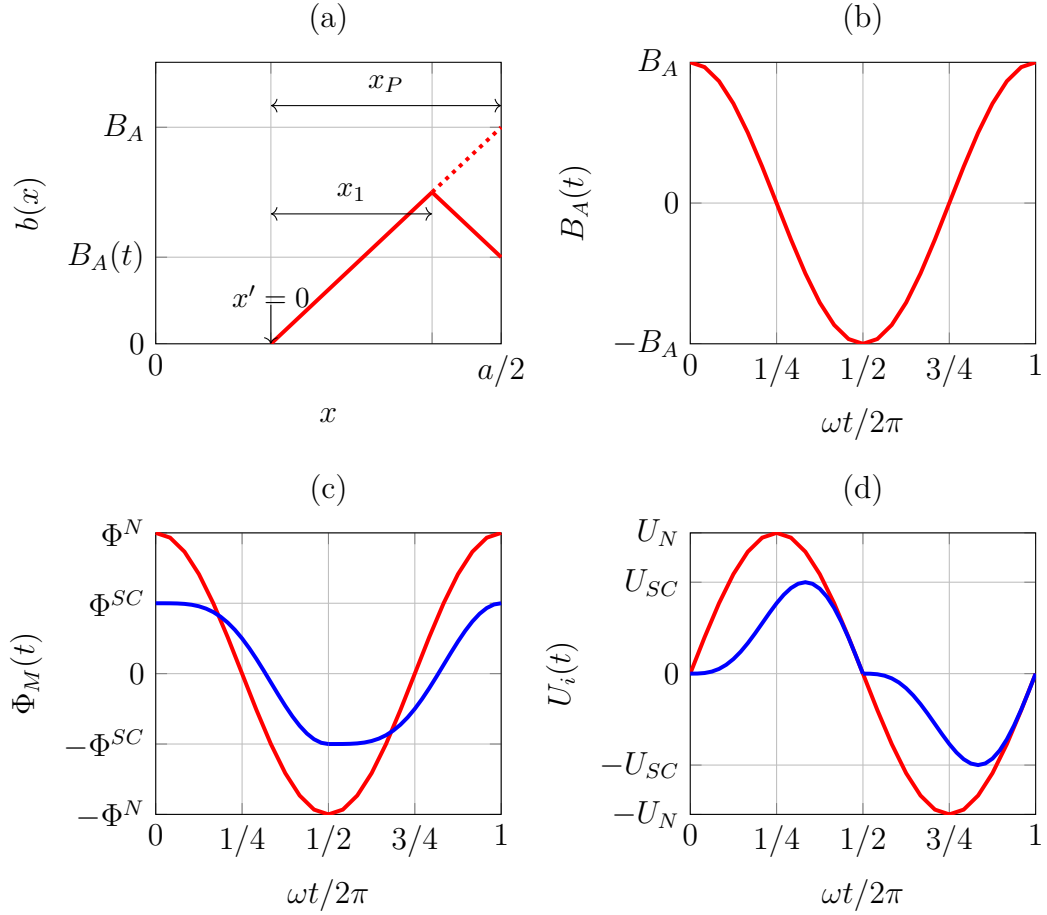 (a)
b(x)
B_A
B_A(t)
0
x_P
x_1
x' = 0
0
a/2
x
(b)
B_A(t)
B_A
0
−B_A
0
1/4
1/2
3/4
1
ωt/2π
(c)
Φ_M(t)
Φ^N
Φ^{SC}
0
−Φ^{SC}
−Φ^N
0
1/4
1/2
3/4
1
ωt/2π
(d)
U_i(t)
U_N
U_{SC}
0
−U_{SC}
−U_N
0
1/4
1/2
3/4
1
ωt/2π